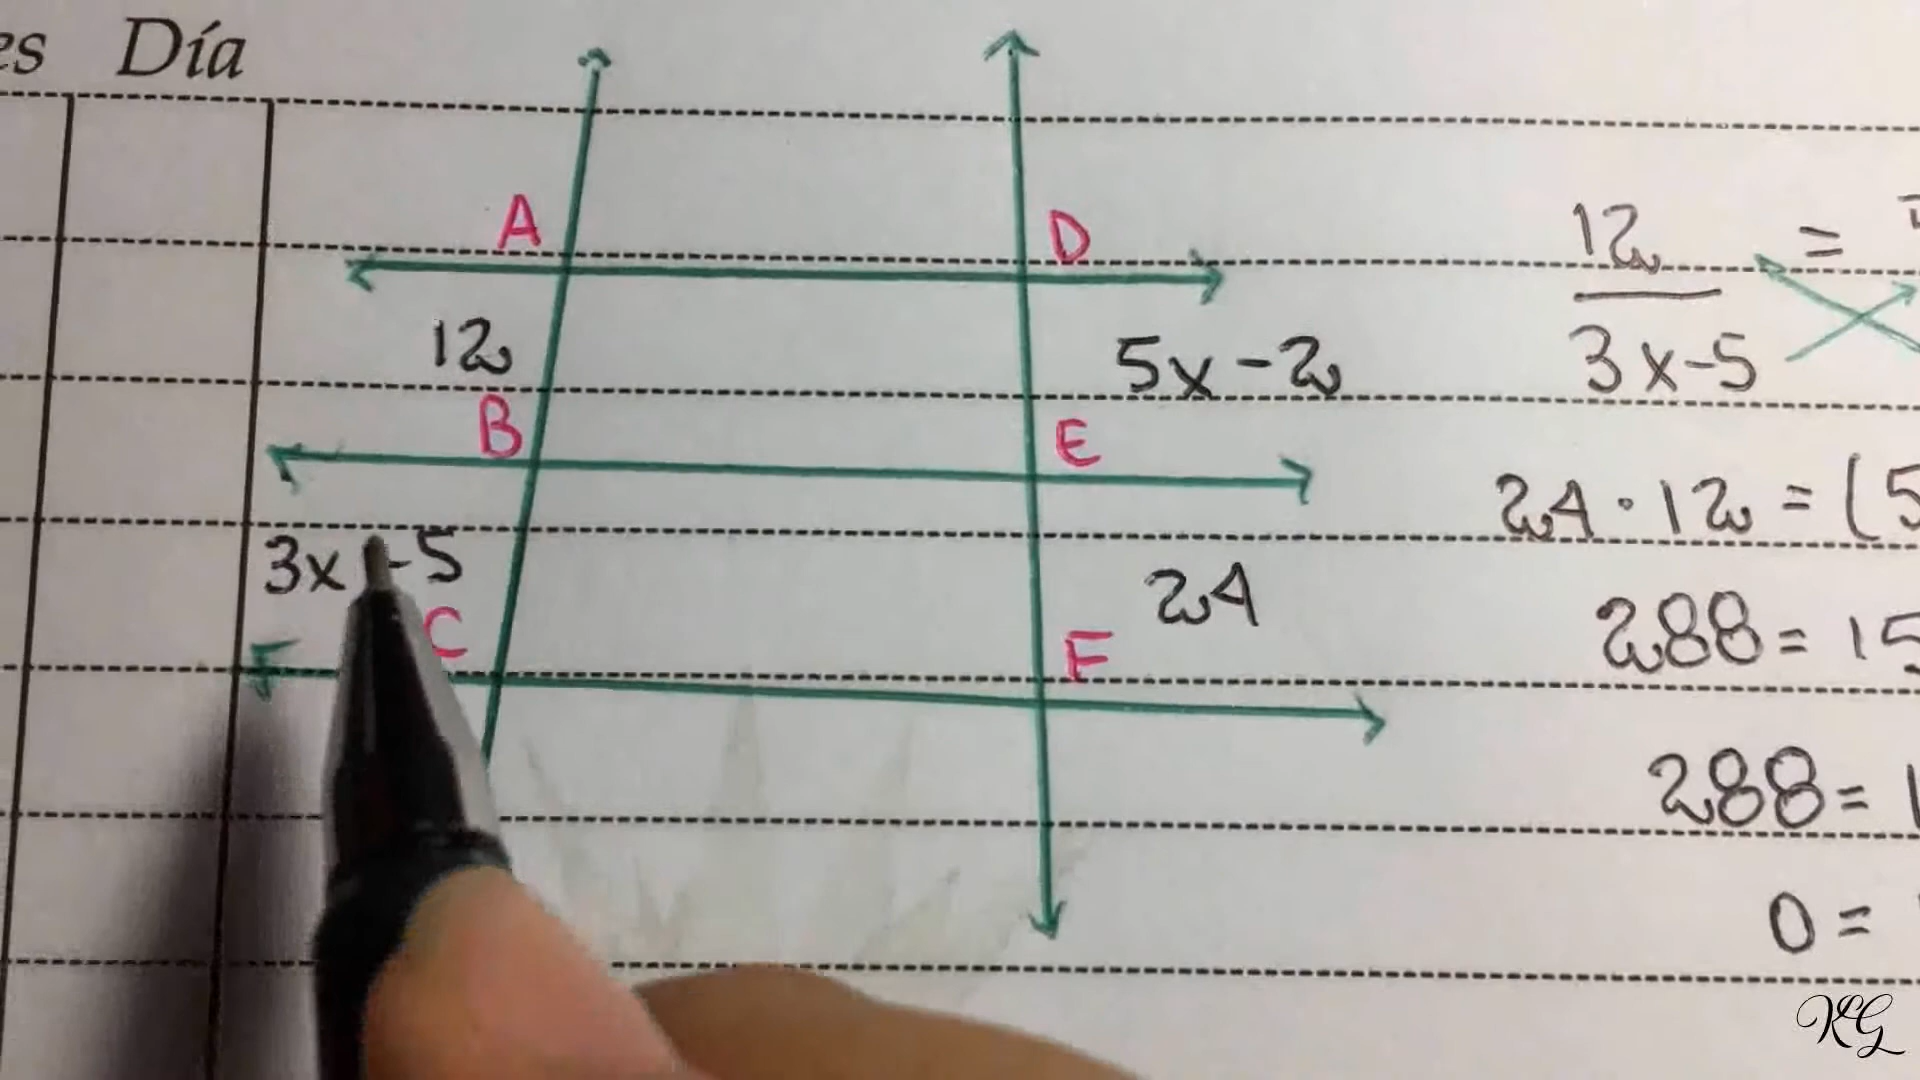 es Día
A D
12 5x-2
B E
3x-5 24
C F
12 =
3x-5
24·12 = (5
288 = 15
288 = 1
0 =
KG